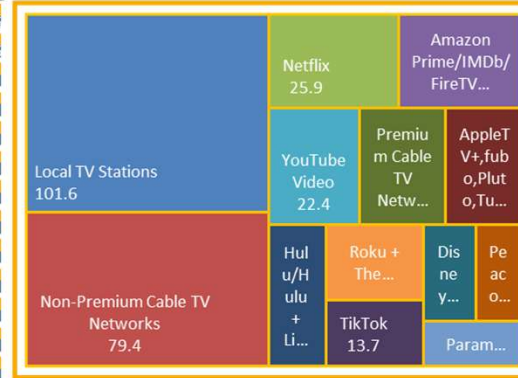 Local TV Stations
101.6
Non-Premium Cable TV
Networks
79.4
Netflix
25.9
Amazon
Prime/IMDb/
FireTV...
YouTube
Video
22.4
Premiu
m Cable
TV
Netw...
AppleT
V+,fub
o,Plut
o,Tu...
Hul
u/H
ulu
+
Li...
Roku +
The...
TikTok
13.7
Dis
ney
y...
Pe
ac
o...
Param...